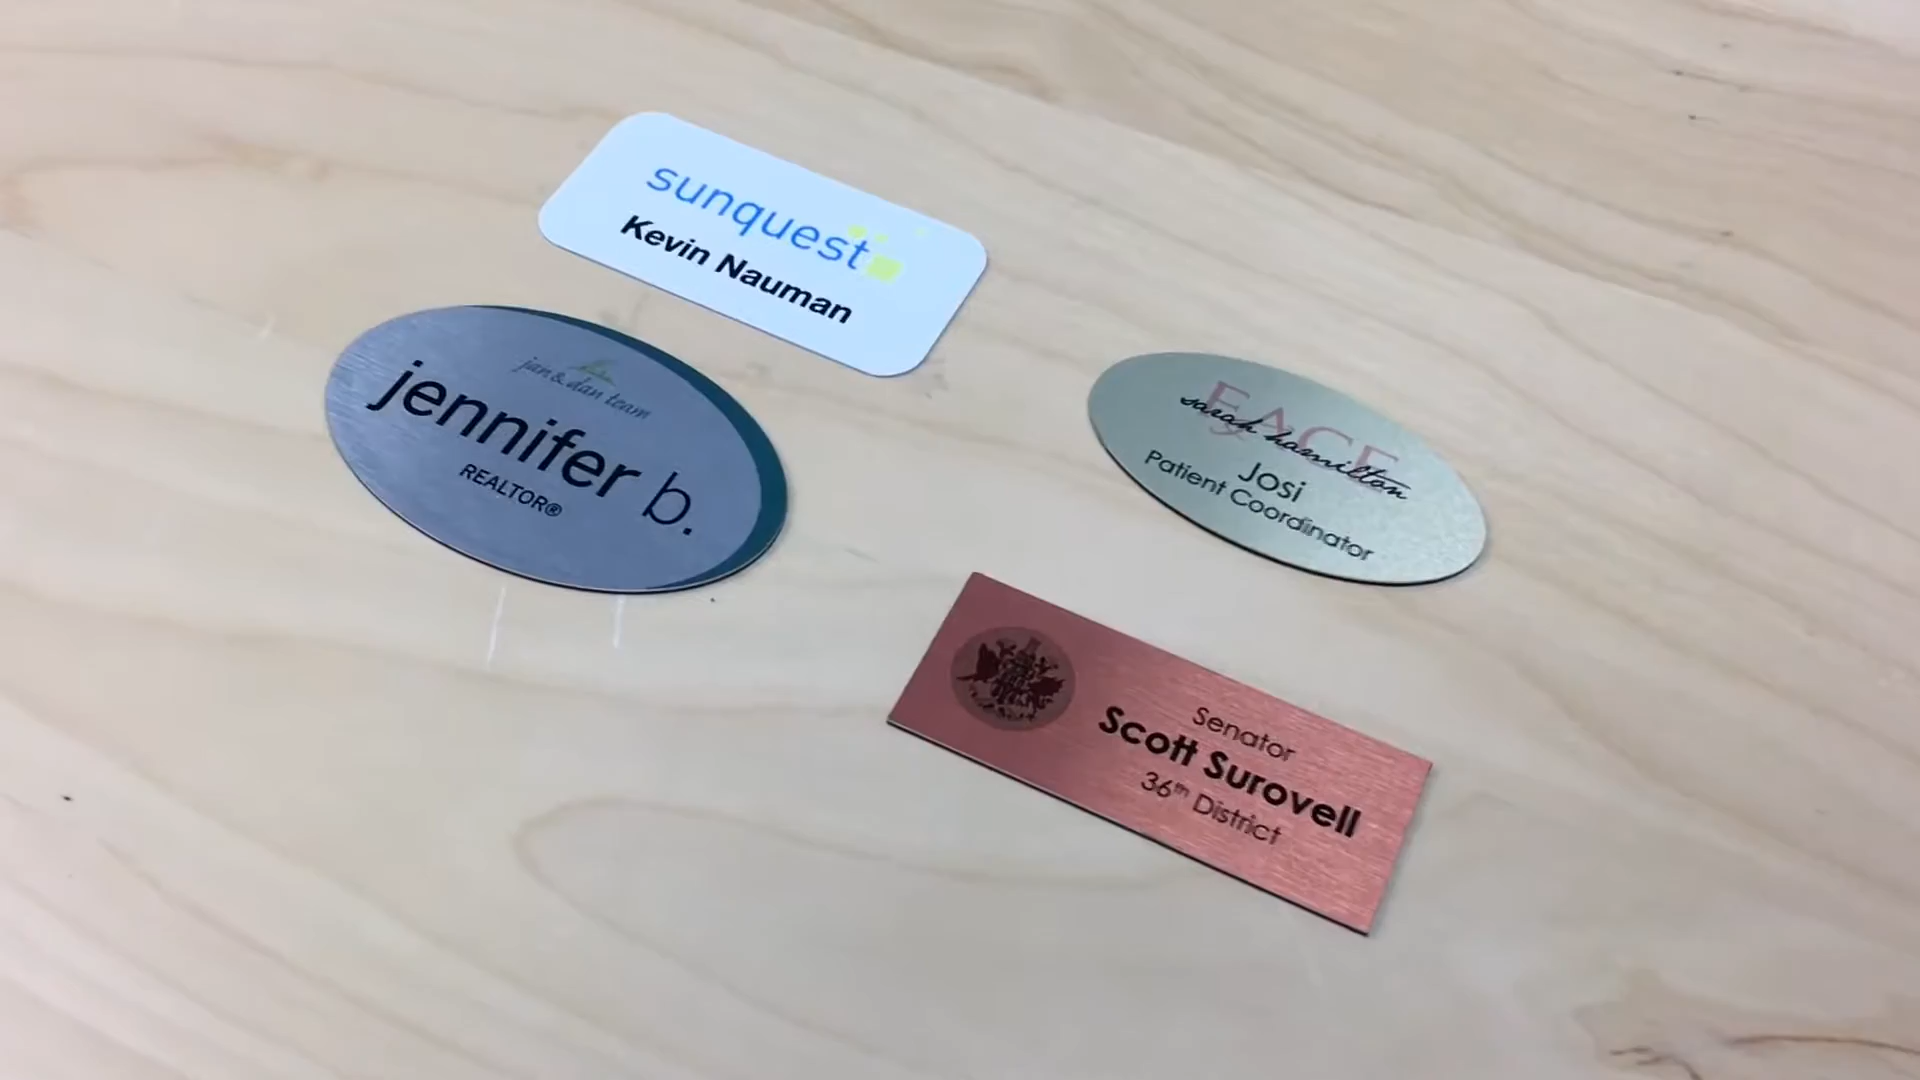 sunquest
Kevin Nauman
jan & dan team
jennifer b.
REALTOR®
FACE
sarah hamilton
Josi
Patient Coordinator
Senator
Scott Surovell
36th District